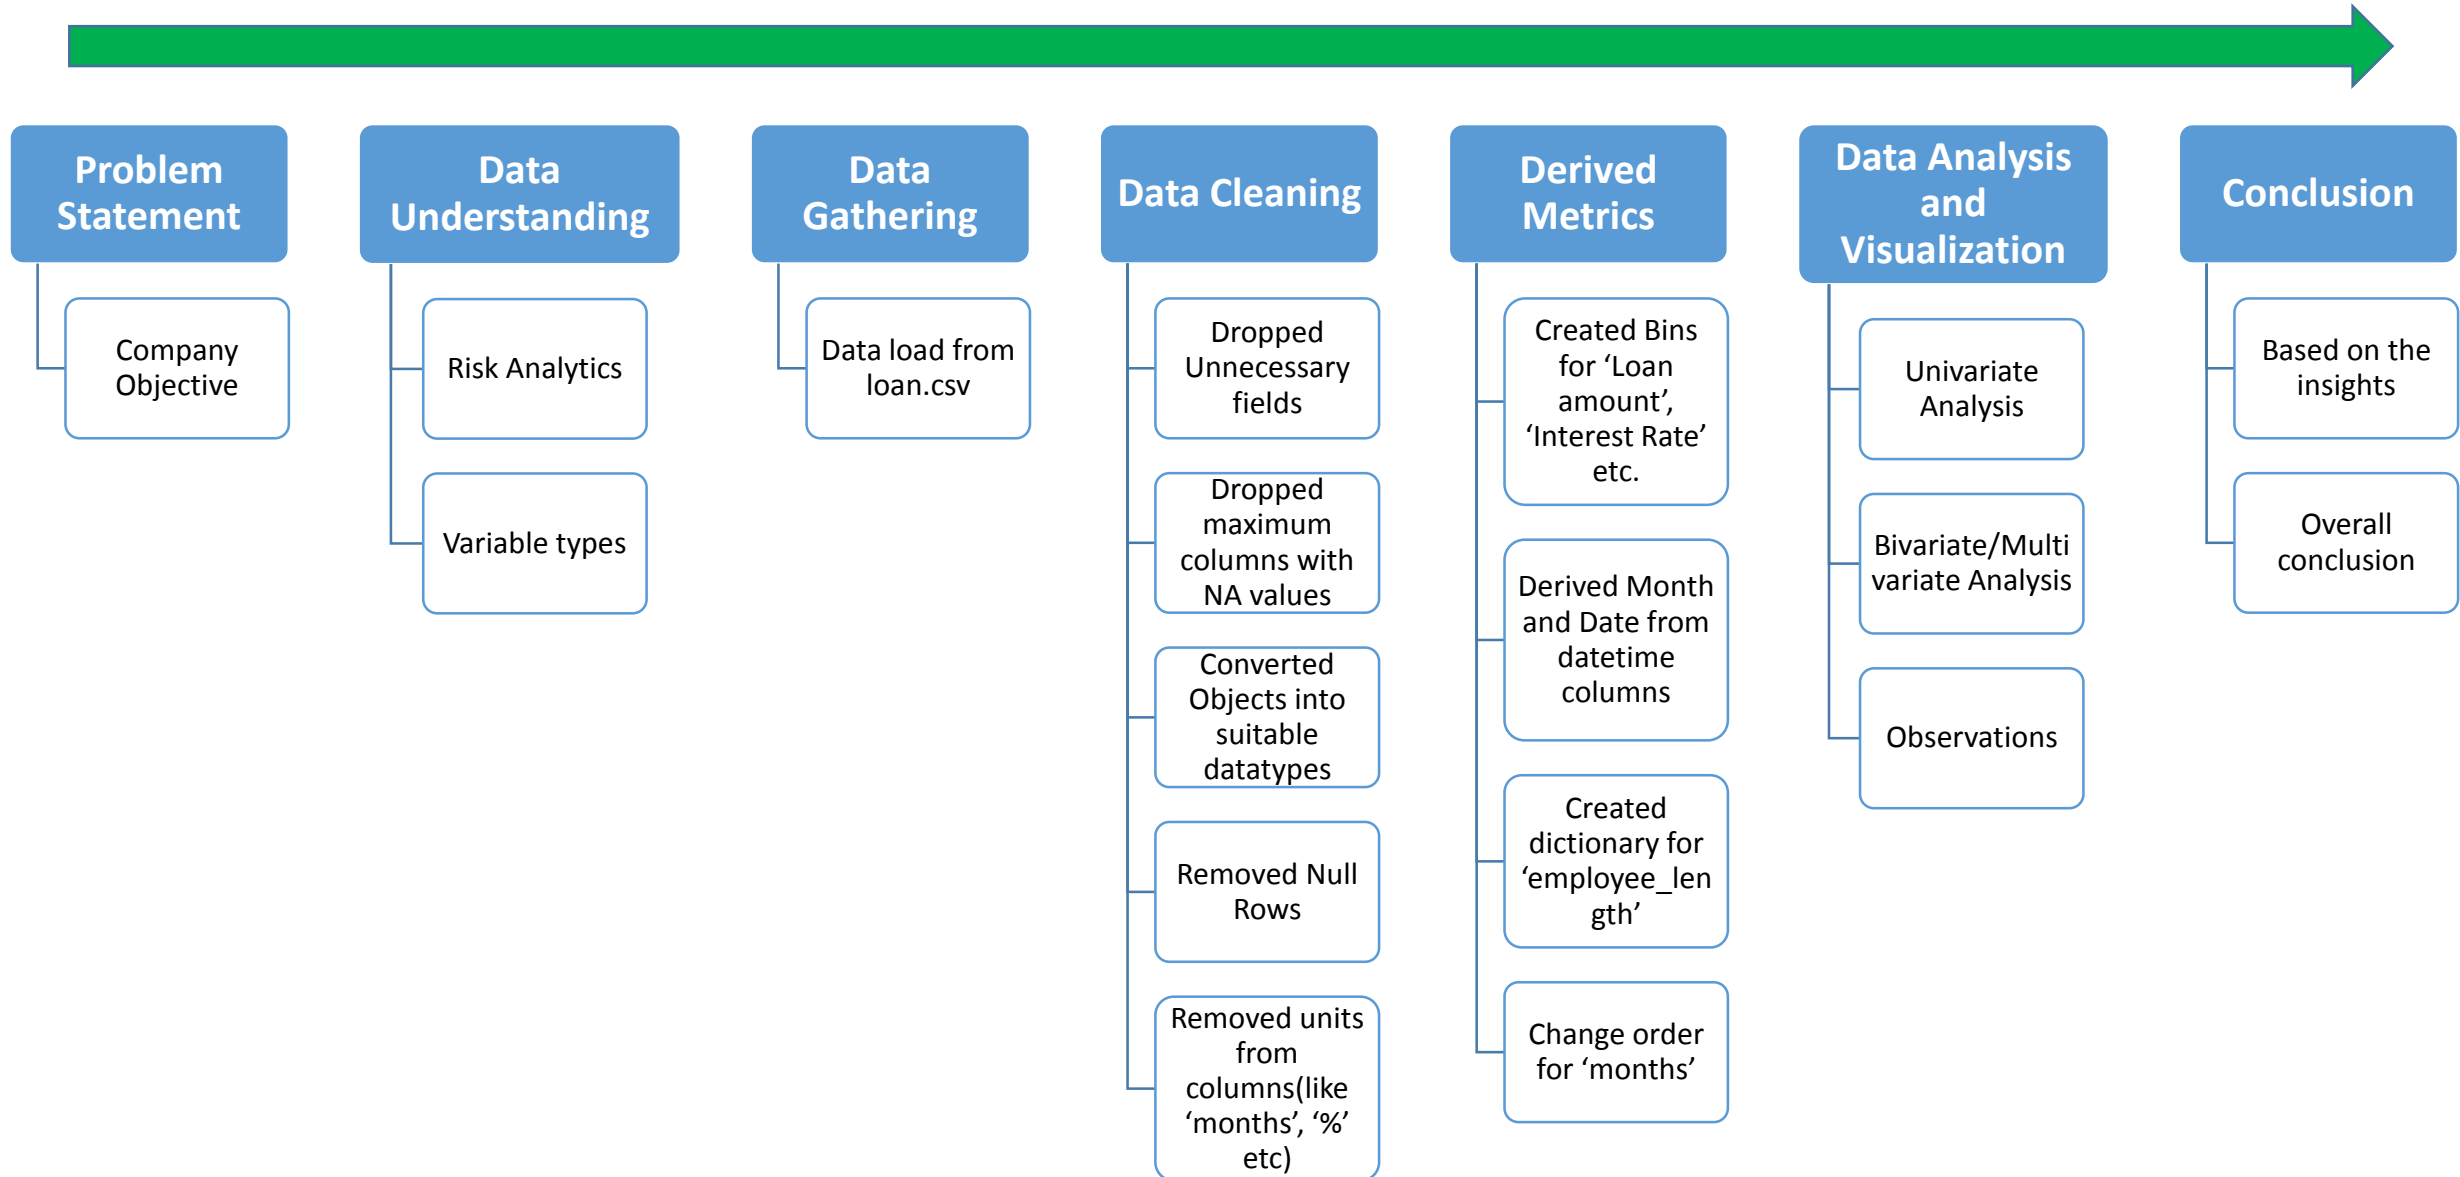 Problem
Statement
Company
Objective
Data
Understanding
Risk Analytics
Variable types
Data
Gathering
Data load from
loan.csv
Data Cleaning
Dropped
Unnecessary
fields
Dropped
maximum
columns with
NA values
Converted
Objects into
suitable
datatypes
Removed Null
Rows
Removed units
from
columns(like
‘months’, ‘%’
etc)
Derived
Metrics
Created Bins
for ‘Loan
amount’,
‘Interest Rate’
etc.
Derived Month
and Date from
datetime
columns
Created
dictionary for
‘employee_len
gth’
Change order
for ‘months’
Data Analysis
and
Visualization
Univariate
Analysis
Bivariate/Multi
variate Analysis
Observations
Conclusion
Based on the
insights
Overall
conclusion